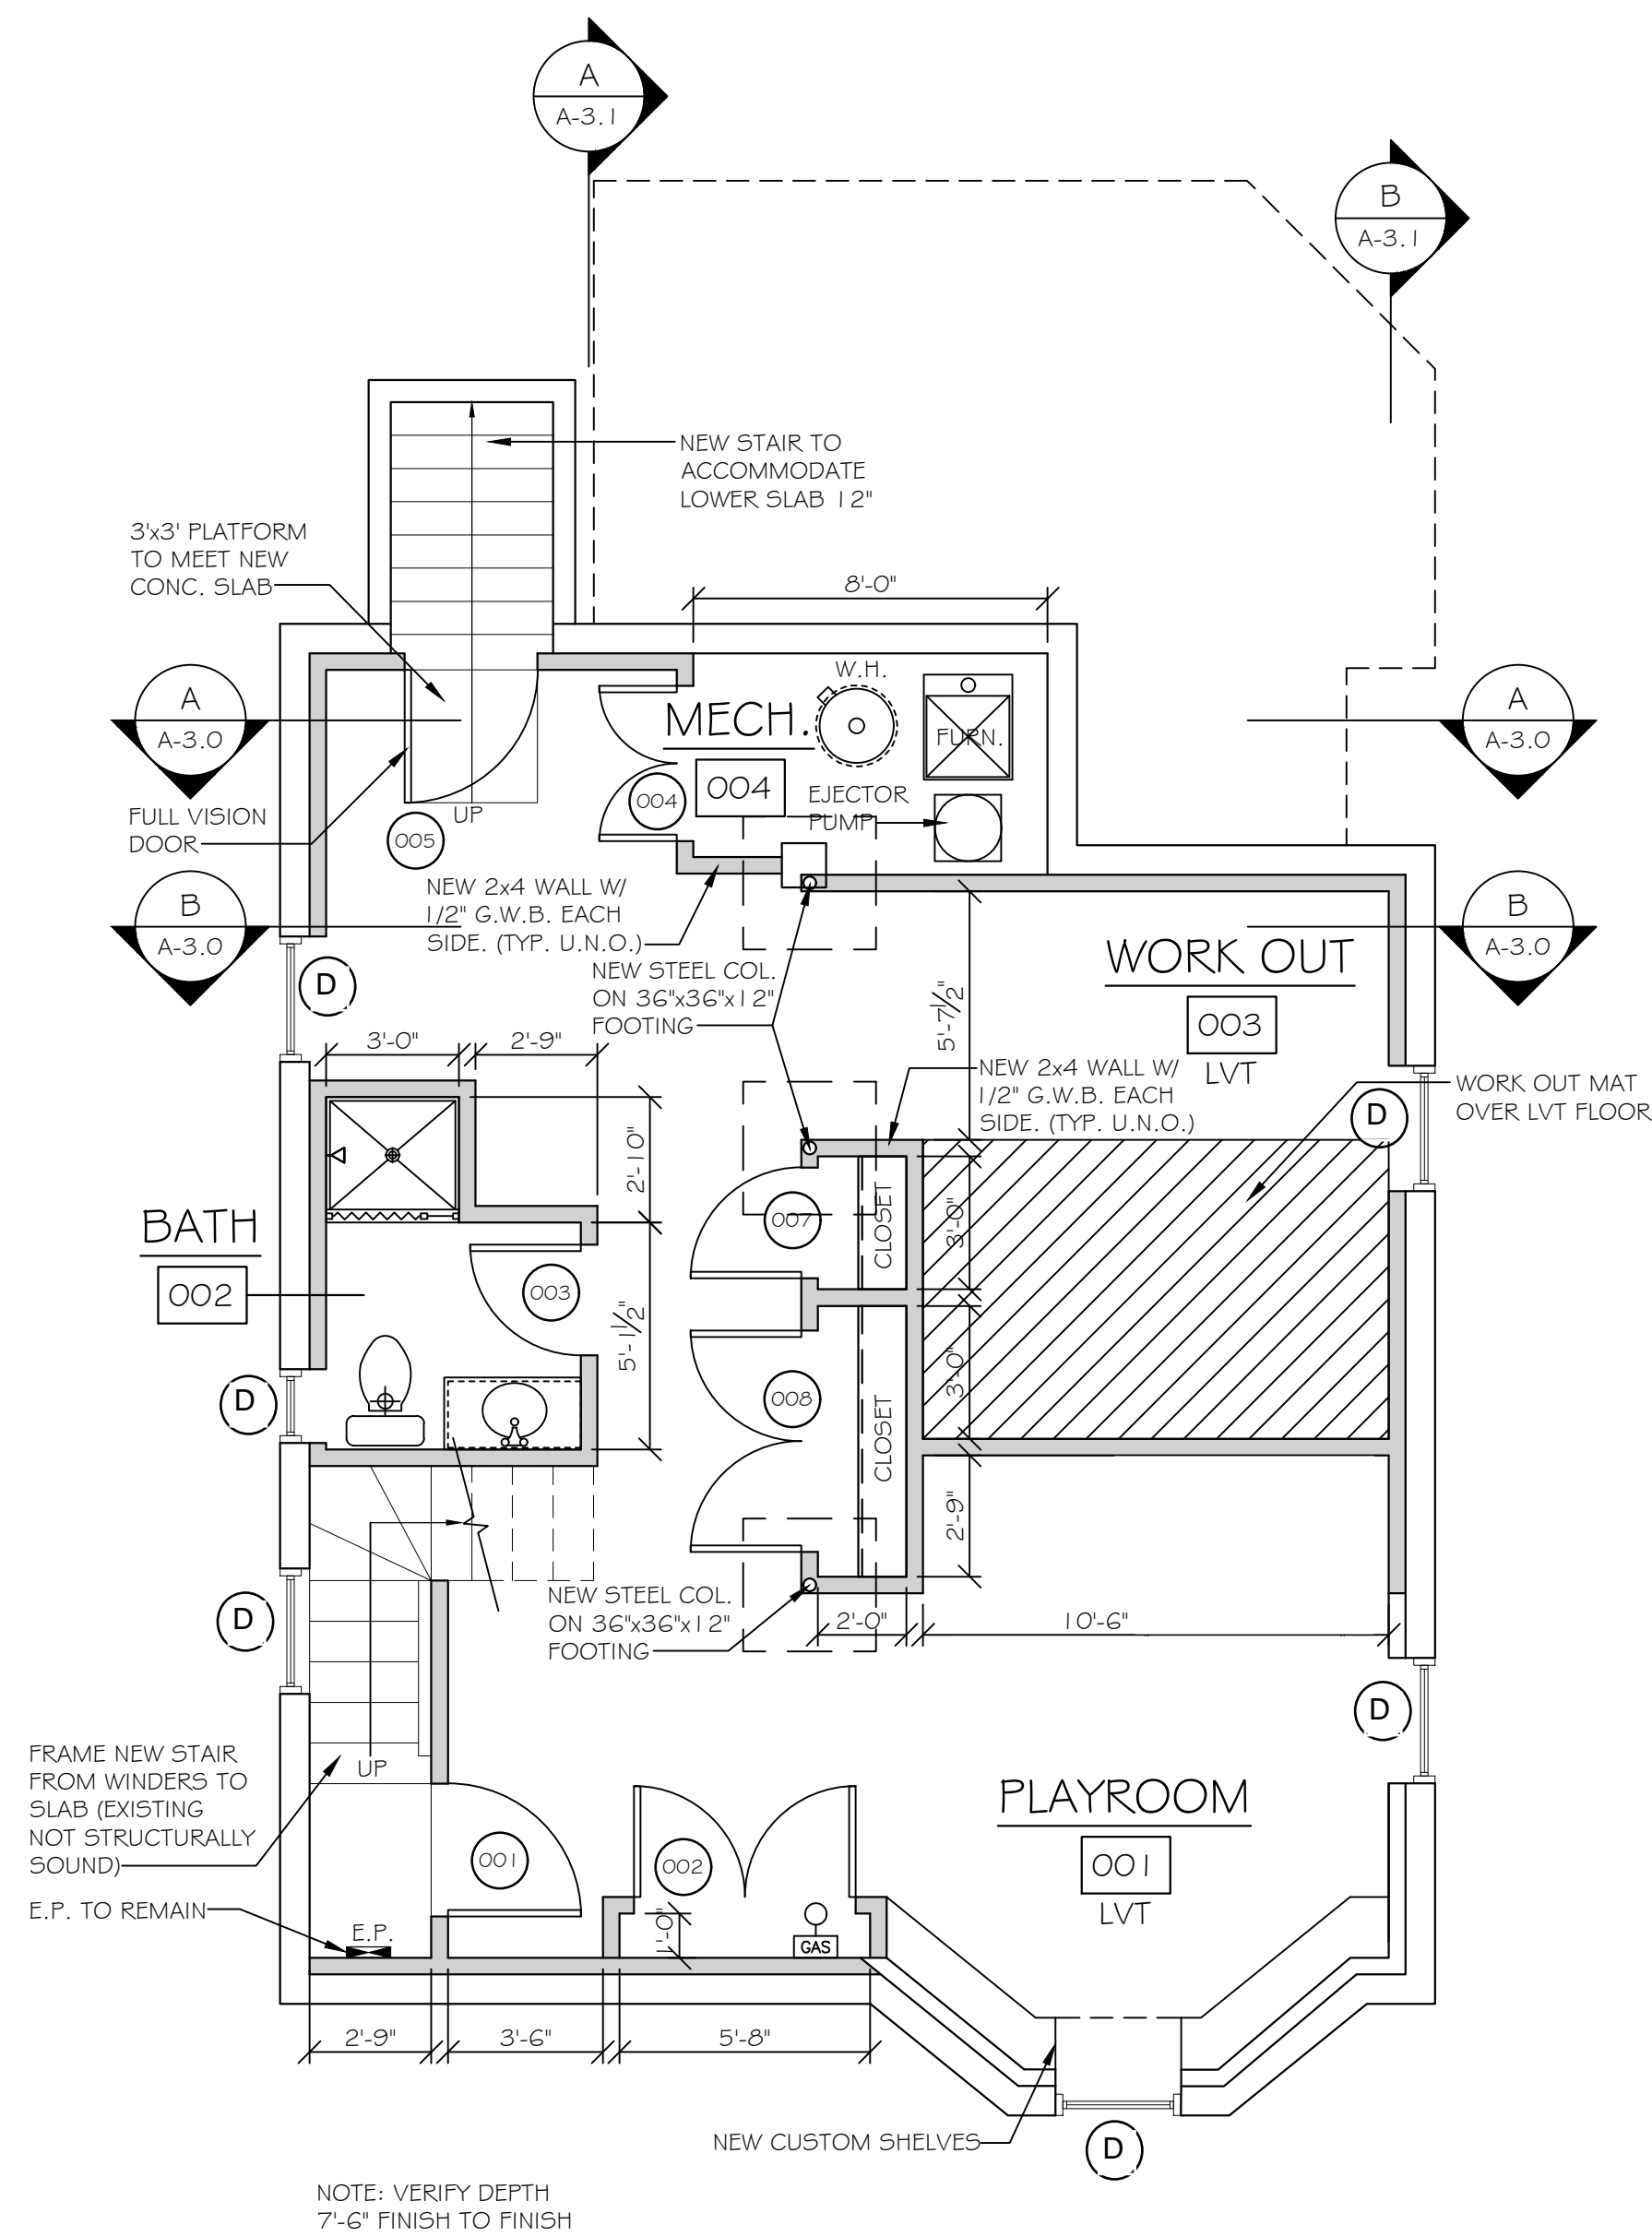 A
A-3.1
B
A-3.1
NEW STAIR TO
ACCOMMODATE
LOWER SLAB 12"
3'x3' PLATFORM
TO MEET NEW
CONC. SLAB
8'-0"
W.H.
MECH.
004
FURN.
A
A-3.0
A
A-3.0
EJECTOR
PUMP
004
FULL VISION
DOOR
UP
005
NEW 2x4 WALL W/
1/2" G.W.B. EACH
SIDE. (TYP. U.N.O.)
B
A-3.0
B
A-3.0
WORK OUT
003
LVT
D
NEW STEEL COL.
ON 36"x36"x12"
FOOTING
5'-7 1/2"
3'-0"
2'-9"
NEW 2x4 WALL W/
1/2" G.W.B. EACH
SIDE. (TYP. U.N.O.)
WORK OUT MAT
OVER LVT FLOOR
D
2'-10"
BATH
002
007
CLOSET
3'-0"
003
5'-1 1/2"
D
008
CLOSET
3'-0"
2'-9"
D
NEW STEEL COL.
ON 36"x36"x12"
FOOTING
2'-0"
10'-6"
D
FRAME NEW STAIR
FROM WINDERS TO
SLAB (EXISTING
NOT STRUCTURALLY
SOUND)
UP
PLAYROOM
001
LVT
001
002
E.P. TO REMAIN
E.P.
1'-0"
GAS
2'-9"
3'-6"
5'-8"
NEW CUSTOM SHELVES
D
NOTE: VERIFY DEPTH
7'-6" FINISH TO FINISH